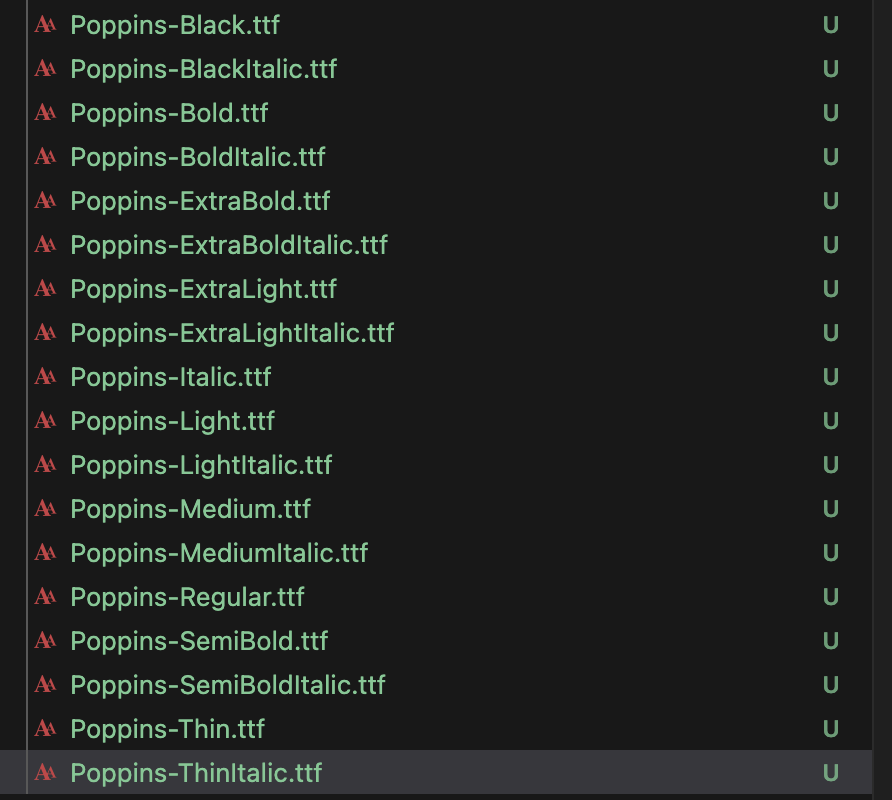 Poppins-Black.ttf U
Poppins-BlackItalic.ttf U
Poppins-Bold.ttf U
Poppins-BoldItalic.ttf U
Poppins-ExtraBold.ttf U
Poppins-ExtraBoldItalic.ttf U
Poppins-ExtraLight.ttf U
Poppins-ExtraLightItalic.ttf U
Poppins-Italic.ttf U
Poppins-Light.ttf U
Poppins-LightItalic.ttf U
Poppins-Medium.ttf U
Poppins-MediumItalic.ttf U
Poppins-Regular.ttf U
Poppins-SemiBold.ttf U
Poppins-SemiBoldItalic.ttf U
Poppins-Thin.ttf U
Poppins-ThinItalic.ttf U